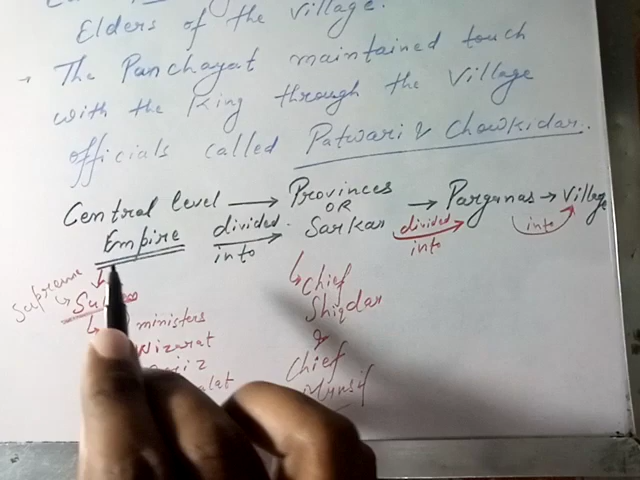 Elders of the Village.
→ The Panchayat maintained touch
with the King through the Village
officials called Patwari & Chowkidar.
Central level → Provinces → Parganas → Village
OR
Empire divided into Sarkar divided into into
Supreme
↳ Chief
Shiqdar
&
Chief
Munsif
ministers
Wizarat